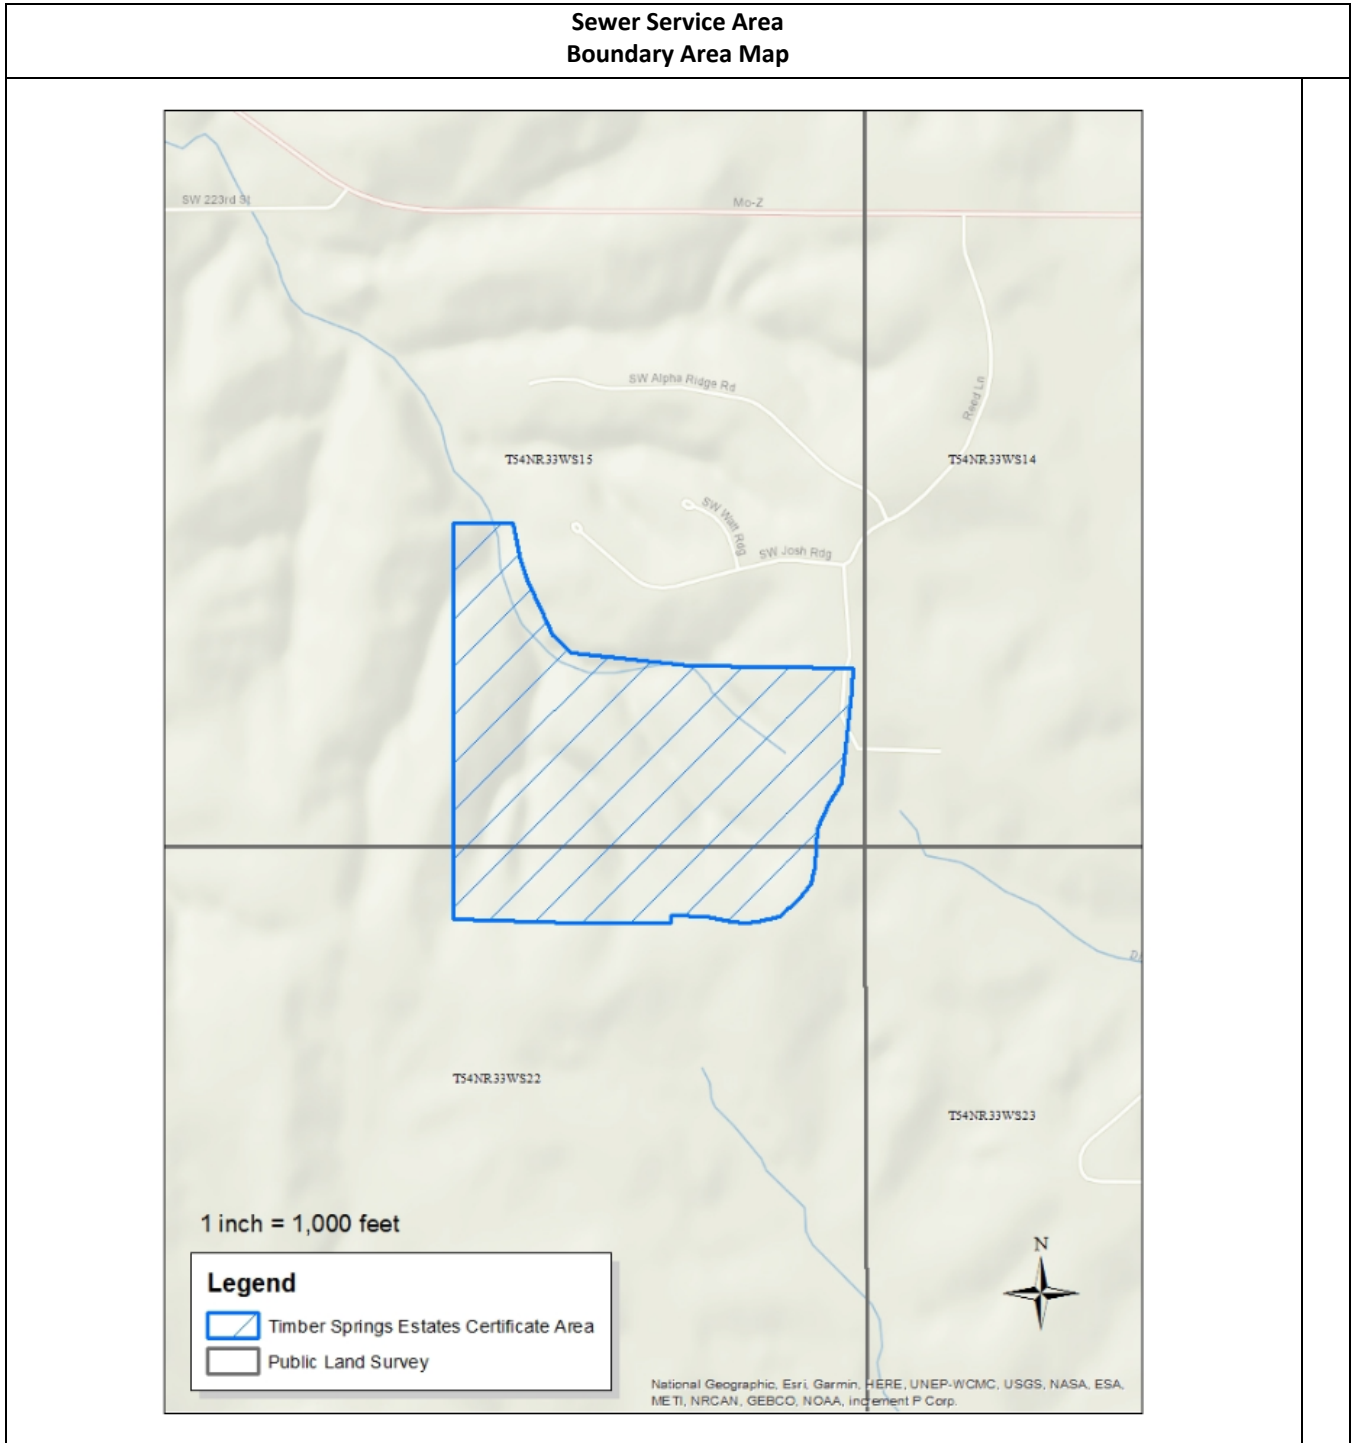 Sewer Service Area
Boundary Area Map
SW 223rd St
Mo-Z
SW Alpha Ridge Rd
Reed Ln
T54NR33WS15
T54NR33WS14
SW Watt Rdg
SW Josh Rdg
T54NR33WS22
T54NR33WS23
1 inch = 1,000 feet
N
Legend
Timber Springs Estates Certificate Area
Public Land Survey
National Geographic, Esri, Garmin, HERE, UNEP-WCMC, USGS, NASA, ESA,
METI, NRCAN, GEBCO, NOAA, increment P Corp.